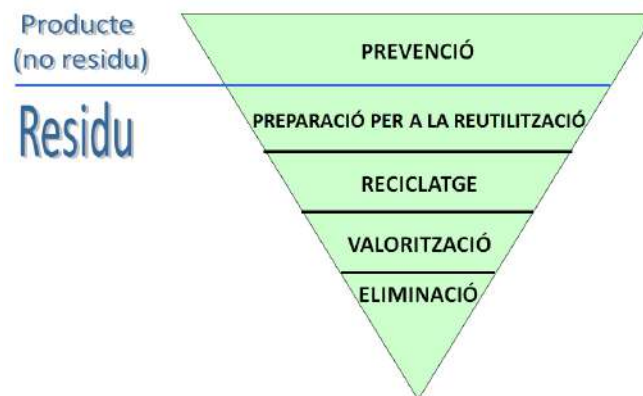 Producte
(no residu)
PREVENCIÓ
Residu
PREPARACIÓ PER A LA REUTILITZACIÓ
RECICLATGE
VALORITZACIÓ
ELIMINACIÓ